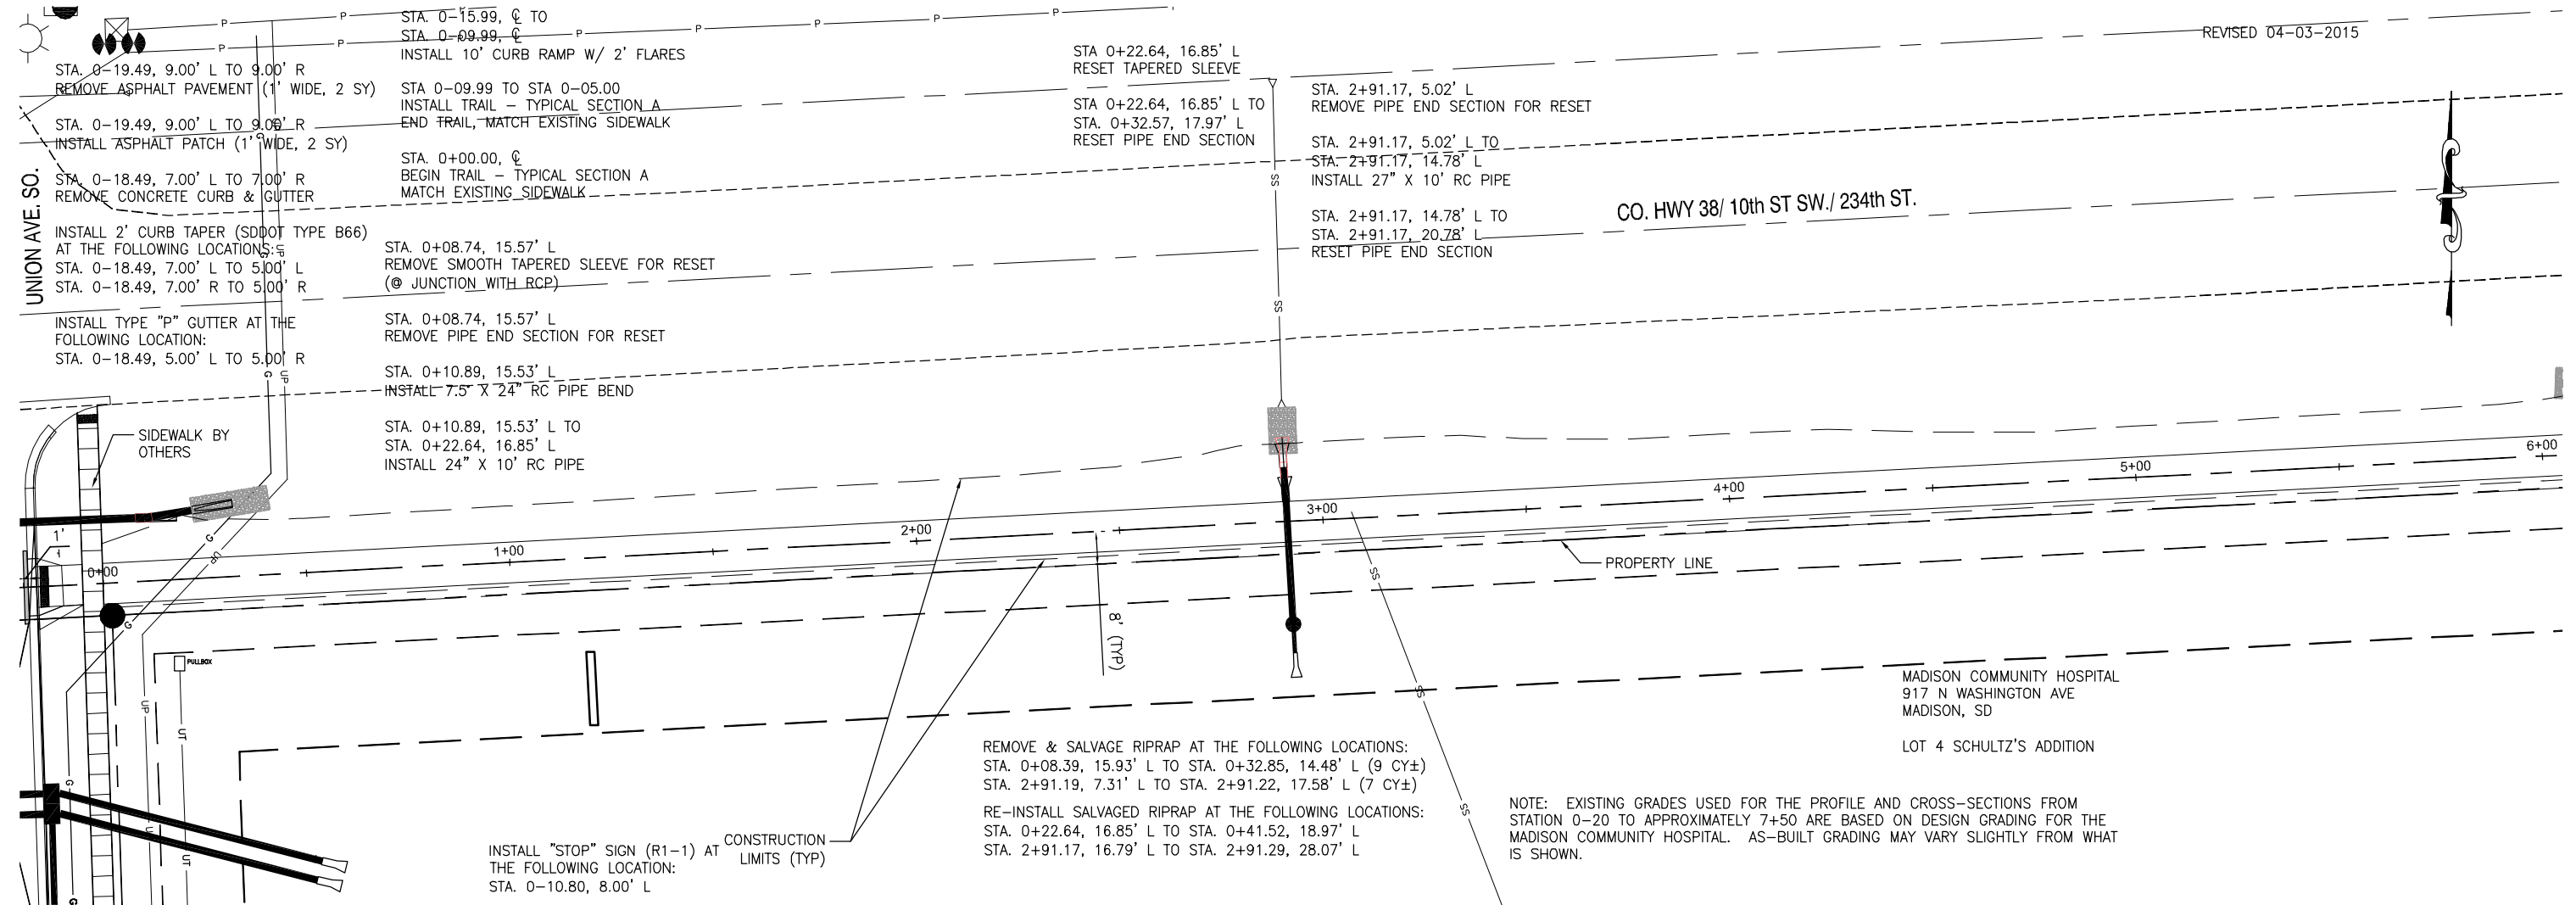 REVISED 04-03-2015
STA. 0-19.49, 9.00' L TO 9.00' R
REMOVE ASPHALT PAVEMENT (1' WIDE, 2 SY)
STA. 0-19.49, 9.00' L TO 9.00' R
INSTALL ASPHALT PATCH (1' WIDE, 2 SY)
STA. 0-18.49, 7.00' L TO 7.00' R
REMOVE CONCRETE CURB & GUTTER
INSTALL 2' CURB TAPER (SDDOT TYPE B66)
AT THE FOLLOWING LOCATIONS:
STA. 0-18.49, 7.00' L TO 5.00' L
STA. 0-18.49, 7.00' R TO 5.00' R
INSTALL TYPE "P" GUTTER AT THE
FOLLOWING LOCATION:
STA. 0-18.49, 5.00' L TO 5.00' R
UNION AVE. SO.
STA. 0-15.99, ℄ TO
STA. 0-09.99, ℄
INSTALL 10' CURB RAMP W/ 2' FLARES
STA 0-09.99 TO STA 0-05.00
INSTALL TRAIL - TYPICAL SECTION A
END TRAIL, MATCH EXISTING SIDEWALK
STA. 0+00.00, ℄
BEGIN TRAIL - TYPICAL SECTION A
MATCH EXISTING SIDEWALK
STA. 0+08.74, 15.57' L
REMOVE SMOOTH TAPERED SLEEVE FOR RESET
(@ JUNCTION WITH RCP)
STA. 0+08.74, 15.57' L
REMOVE PIPE END SECTION FOR RESET
STA. 0+10.89, 15.53' L
INSTALL 7.5° X 24" RC PIPE BEND
STA. 0+10.89, 15.53' L TO
STA. 0+22.64, 16.85' L
INSTALL 24" X 10' RC PIPE
STA 0+22.64, 16.85' L
RESET TAPERED SLEEVE
STA 0+22.64, 16.85' L TO
STA. 0+32.57, 17.97' L
RESET PIPE END SECTION
STA. 2+91.17, 5.02' L
REMOVE PIPE END SECTION FOR RESET
STA. 2+91.17, 5.02' L TO
STA. 2+91.17, 14.78' L
INSTALL 27" X 10' RC PIPE
STA. 2+91.17, 14.78' L TO
STA. 2+91.17, 20.78' L
RESET PIPE END SECTION
CO. HWY 38/ 10th ST SW./ 234th ST.
P P P P P P
P P P P P
G UP
G UP
G UP
SS
SS
SIDEWALK BY
OTHERS
1'
0+00
1+00
2+00
3+00
4+00
5+00
6+00
G UP
G
PROPERTY LINE
8' (TYP)
SS
SS
SS
PULLBOX
UP
UT
G
UT
G
MADISON COMMUNITY HOSPITAL
917 N WASHINGTON AVE
MADISON, SD
LOT 4 SCHULTZ'S ADDITION
REMOVE & SALVAGE RIPRAP AT THE FOLLOWING LOCATIONS:
STA. 0+08.39, 15.93' L TO STA. 0+32.85, 14.48' L (9 CY±)
STA. 2+91.19, 7.31' L TO STA. 2+91.22, 17.58' L (7 CY±)
RE-INSTALL SALVAGED RIPRAP AT THE FOLLOWING LOCATIONS:
STA. 0+22.64, 16.85' L TO STA. 0+41.52, 18.97' L
STA. 2+91.17, 16.79' L TO STA. 2+91.29, 28.07' L
NOTE: EXISTING GRADES USED FOR THE PROFILE AND CROSS-SECTIONS FROM
STATION 0-20 TO APPROXIMATELY 7+50 ARE BASED ON DESIGN GRADING FOR THE
MADISON COMMUNITY HOSPITAL. AS-BUILT GRADING MAY VARY SLIGHTLY FROM WHAT
IS SHOWN.
CONSTRUCTION
LIMITS (TYP)
INSTALL "STOP" SIGN (R1-1) AT
THE FOLLOWING LOCATION:
STA. 0-10.80, 8.00' L